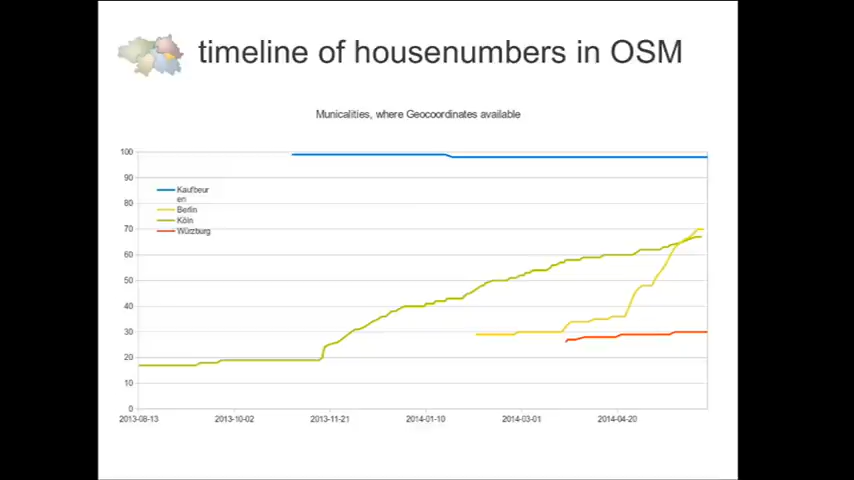 timeline of housenumbers in OSM
Municalities, where Geocoordinates available
100
90
80
70
60
50
40
30
20
10
0
Kaufbeur
en
Berlin
Köln
Würzburg
2013-08-13
2013-10-02
2013-11-21
2014-01-10
2014-03-01
2014-04-20